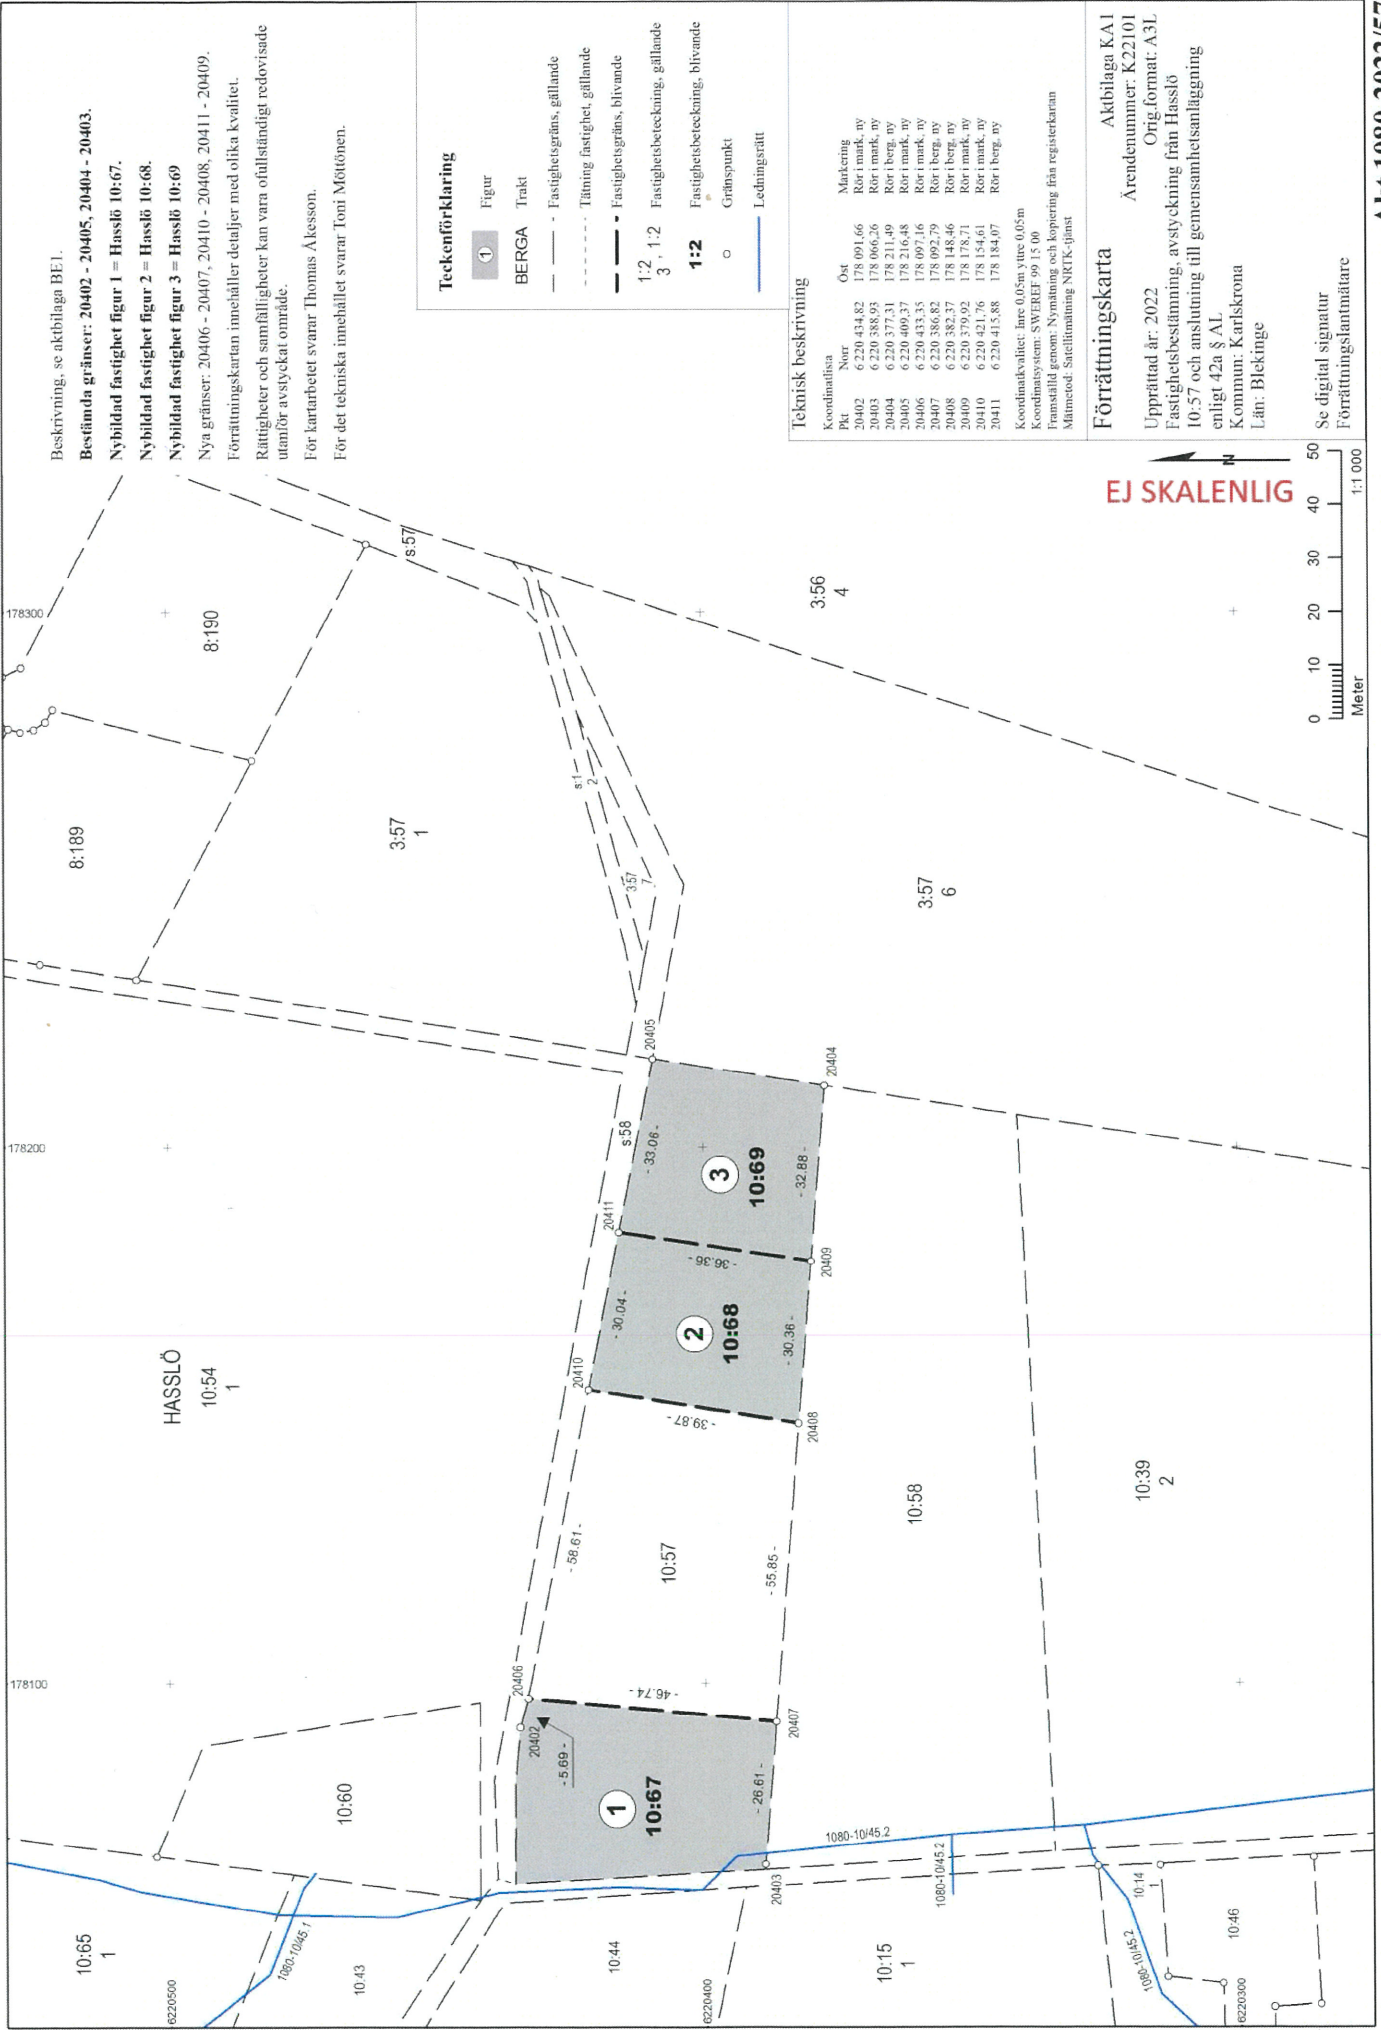 Beskrivning, se aktbilaga BE1.
Bestämda gränser: 20402 - 20405, 20404 - 20403.
Nybildad fastighet figur 1 = Hasslö 10:67.
Nybildad fastighet figur 2 = Hasslö 10:68.
Nybildad fastighet figur 3 = Hasslö 10:69
Nya gränser: 20406 - 20407, 20410 - 20408, 20411 - 20409.
Förrättningskartan innehåller detaljer med olika kvalitet.
Rättigheter och samfälligheter kan vara ofullständigt redovisade
utanför avstyckat område.
För kartarbetet svarar Thomas Åkesson.
För det tekniska innehållet svarar Toni Möttönen.
Teckenförklaring
1 Figur
BERGA Trakt
Fastighetsgräns, gällande
Tätning fastighet, gällande
Fastighetsgräns, blivande
1:2
3 , 1:2 Fastighetsbeteckning, gällande
1:2 Fastighetsbeteckning, blivande
Gränspunkt
Ledningsrätt
Teknisk beskrivning
Koordinatlista
Pkt Norr Öst Markering
20402 6 220 434,82 178 091,66 Rör i mark, ny
20403 6 220 388,93 178 066,26 Rör i mark, ny
20404 6 220 377,31 178 211,49 Rör i berg, ny
20405 6 220 409,37 178 216,48 Rör i mark, ny
20406 6 220 433,35 178 097,16 Rör i mark, ny
20407 6 220 386,82 178 092,79 Rör i berg, ny
20408 6 220 382,37 178 148,46 Rör i berg, ny
20409 6 220 379,92 178 178,71 Rör i mark, ny
20410 6 220 421,76 178 154,61 Rör i mark, ny
20411 6 220 415,88 178 184,07 Rör i berg, ny
Koordinatkvalitet: Inre 0,05m yttre 0,05m
Koordinatsystem: SWEREF 99 15 00
Framställd genom: Nymätning och kopiering från registerkartan
Mätmetod: Satellitmätning NRTK-tjänst
Förrättningskarta Aktbilaga KA1
Ärendenummer: K22101
Upprättad år: 2022 Orig.format: A3L
Fastighetsbestämning, avstyckning från Hasslö
10:57 och anslutning till gemensamhetsanläggning
enligt 42a § AL
Kommun: Karlskrona
Län: Blekinge
Se digital signatur
Förrättningslantmätare
N
EJ SKALENLIG
0 10 20 30 40 50
Meter 1:1 000
178300
178200
178100
6220500
6220400
6220300
8:189
8:190
s:57
3:57
1
3:56
4
s:1
2
3:57
7
3:57
6
HASSLÖ
10:54
1
s:58
20405
20404
- 33.06 -
3
10:69
- 32.88 -
20411
- 36.36 -
20409
- 30.04 -
2
10:68
- 30.36 -
20410
- 39.87 -
20408
- 58.61 -
10:57
- 55.85 -
10:58
10:39
2
20406
- 46.74 -
20407
20402
- 5.69 -
1
10:67
- 26.61 -
20403
10:60
10:65
1
1080-10/45.1
10:43
10:44
10:15
1
1080-10/45.2
1080-10/45.2
10:14
1
1080-10/45.2
10:46